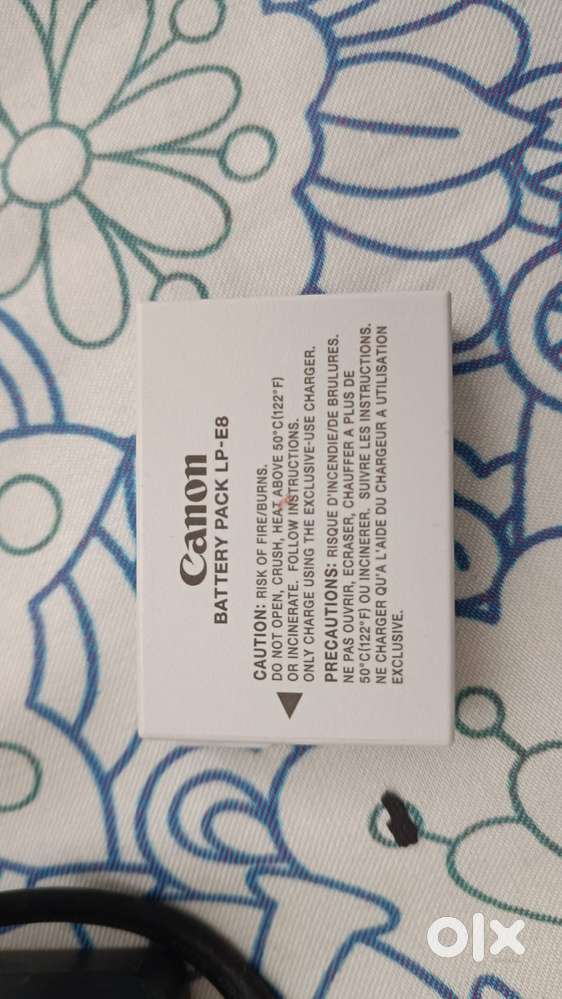 Canon
BATTERY PACK LP-E8
CAUTION: RISK OF FIRE/BURNS.
DO NOT OPEN, CRUSH, HEAT ABOVE 50°C(122°F)
OR INCINERATE. FOLLOW INSTRUCTIONS.
ONLY CHARGE USING THE EXCLUSIVE-USE CHARGER.
PRECAUTIONS: RISQUE D'INCENDIE/DE BRULURES.
NE PAS OUVRIR, ECRASER, CHAUFFER A PLUS DE
50°C(122°F) OU INCINERER. SUIVRE LES INSTRUCTIONS.
NE CHARGER QU'A L'AIDE DU CHARGEUR A UTILISATION
EXCLUSIVE.
olx